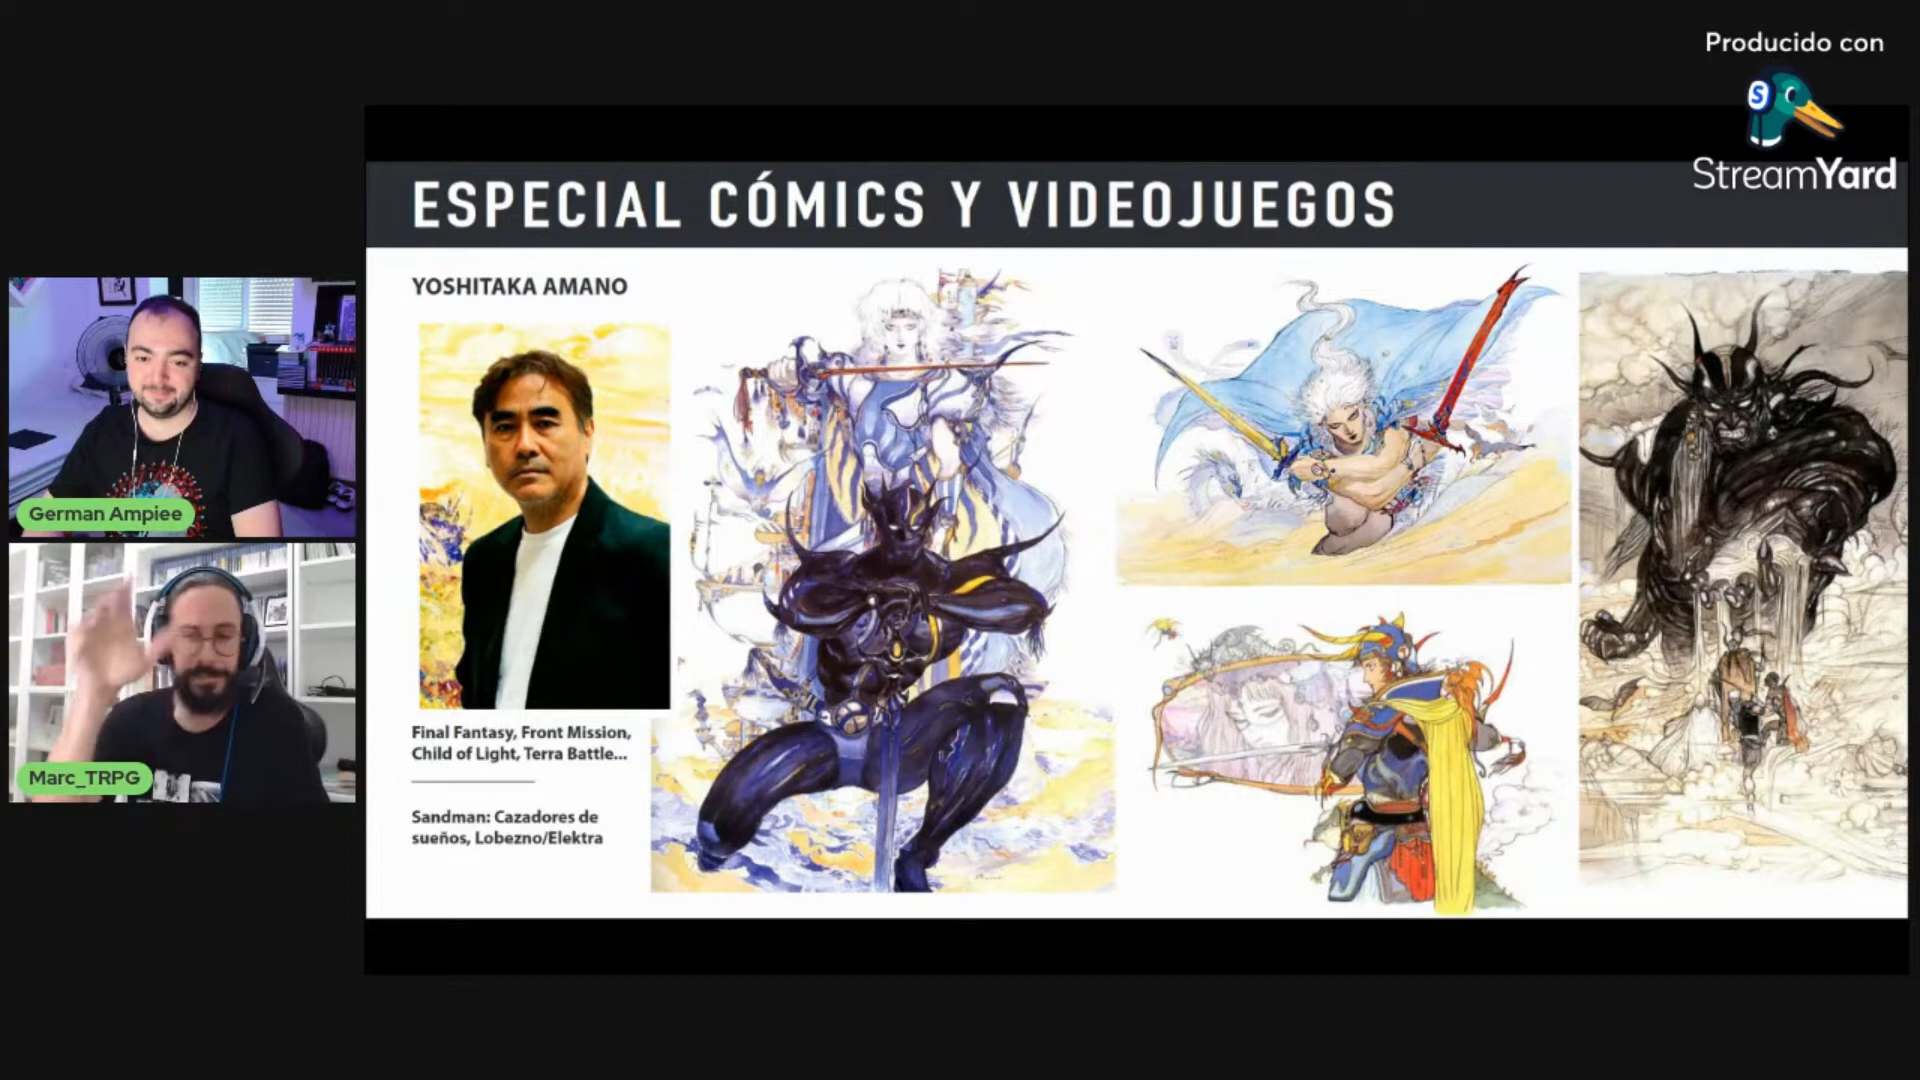 Producido con
StreamYard
ESPECIAL CÓMICS Y VIDEOJUEGOS
YOSHITAKA AMANO
Final Fantasy, Front Mission,
Child of Light, Terra Battle...
Sandman: Cazadores de
sueños, Lobezno/Elektra
German Ampiee
Marc_TRPG